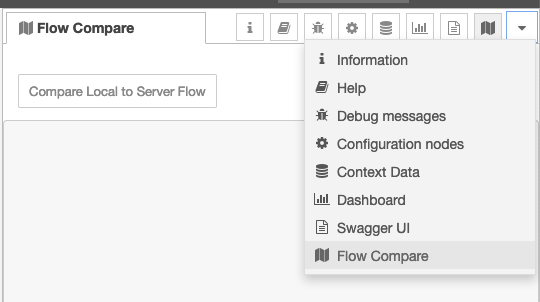 Flow Compare
Compare Local to Server Flow
Information
Help
Debug messages
Configuration nodes
Context Data
Dashboard
Swagger UI
Flow Compare